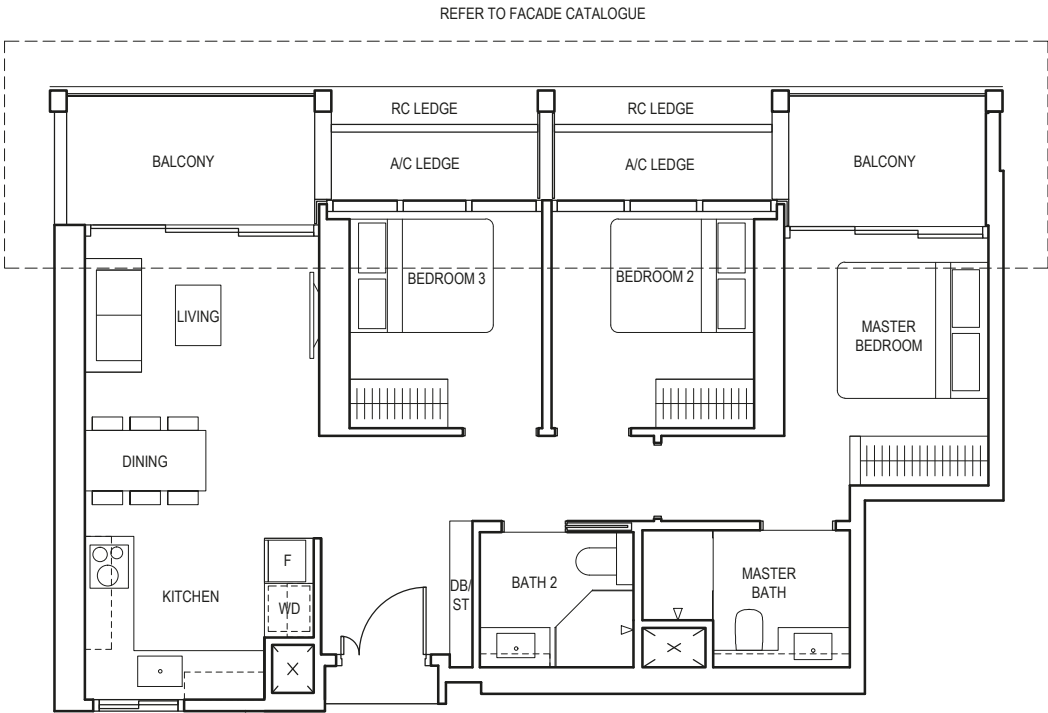 REFER TO FACADE CATALOGUE
RC LEDGE
RC LEDGE
BALCONY
A/C LEDGE
A/C LEDGE
BALCONY
BEDROOM 3
BEDROOM 2
LIVING
MASTER
BEDROOM
DINING
F
KITCHEN
WD
DB/
ST
BATH 2
MASTER
BATH